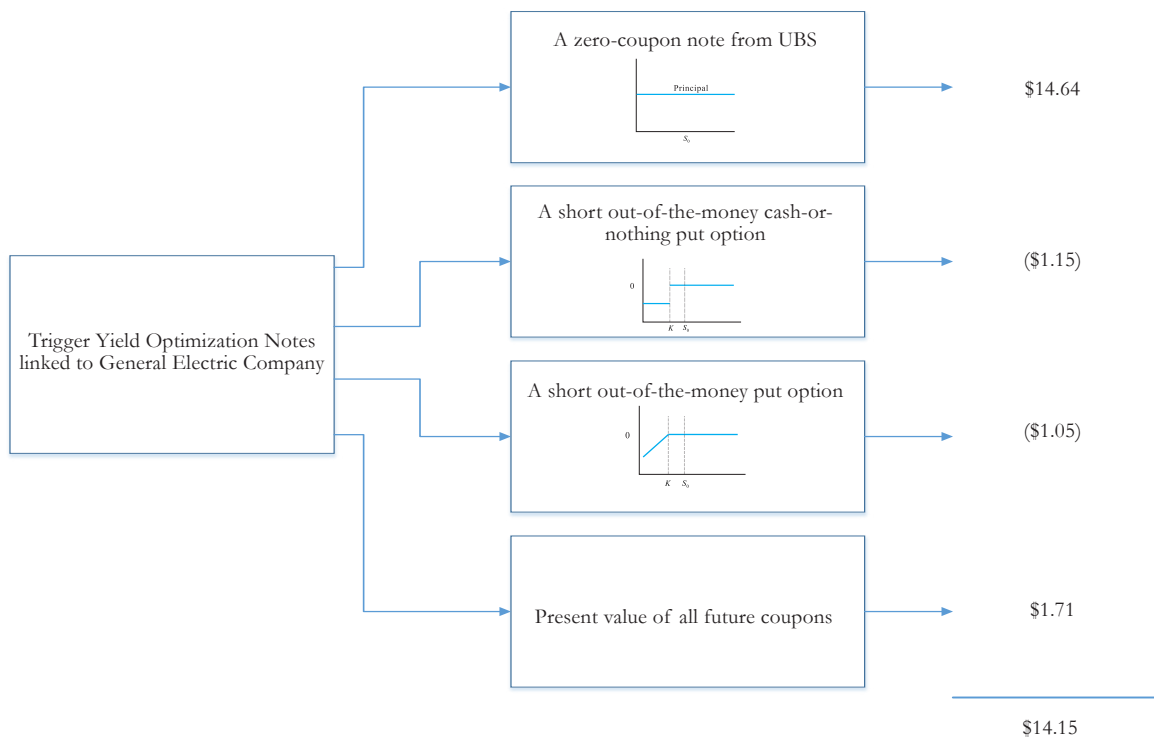 A zero-coupon note from UBS
Principal
S₀
$14.64
A short out-of-the-money cash-or-
nothing put option
0
K
S₀
($1.15)
Trigger Yield Optimization Notes
linked to General Electric Company
A short out-of-the-money put option
0
K
S₀
($1.05)
Present value of all future coupons
$1.71
$14.15